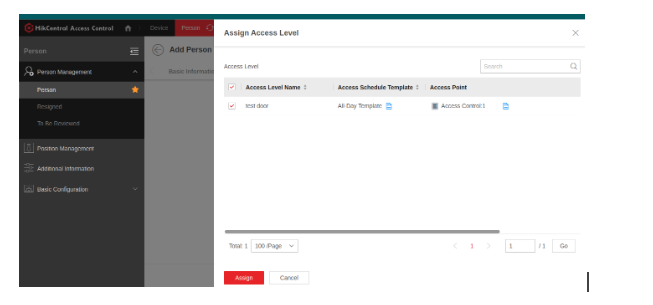 HikCentral Access Control
Device
Person
Assign Access Level
Person
Add Person
Person Management
Basic Informatio
Access Level
Search
Access Level Name
Access Schedule Template
Access Point
Person
test door
All-Day Template
Access Control 1
Resigned
To Be Reviewed
Position Management
Additional Information
Basic Configuration
Total: 1
100 /Page
1
1
/ 1
Go
Assign
Cancel